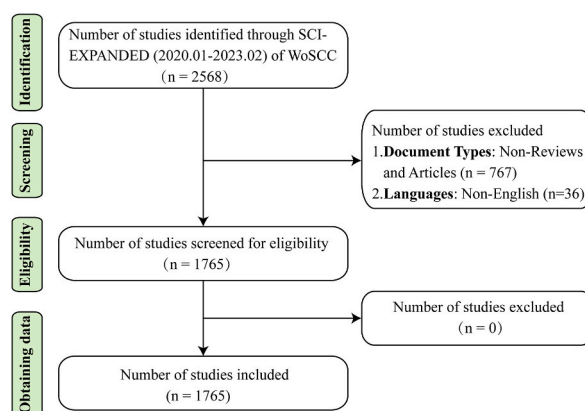 Identification
Number of studies identified through SCI-
EXPANDED (2020.01-2023.02) of WoSCC
(n = 2568)
Screening
Number of studies excluded
1.Document Types: Non-Reviews
and Articles (n = 767)
2. Languages: Non-English (n=36)
Eligibility
Number of studies screened for eligibility
(n = 1765)
Number of studies excluded
(n = 0)
Obtaining data
Number of studies included
(n = 1765)